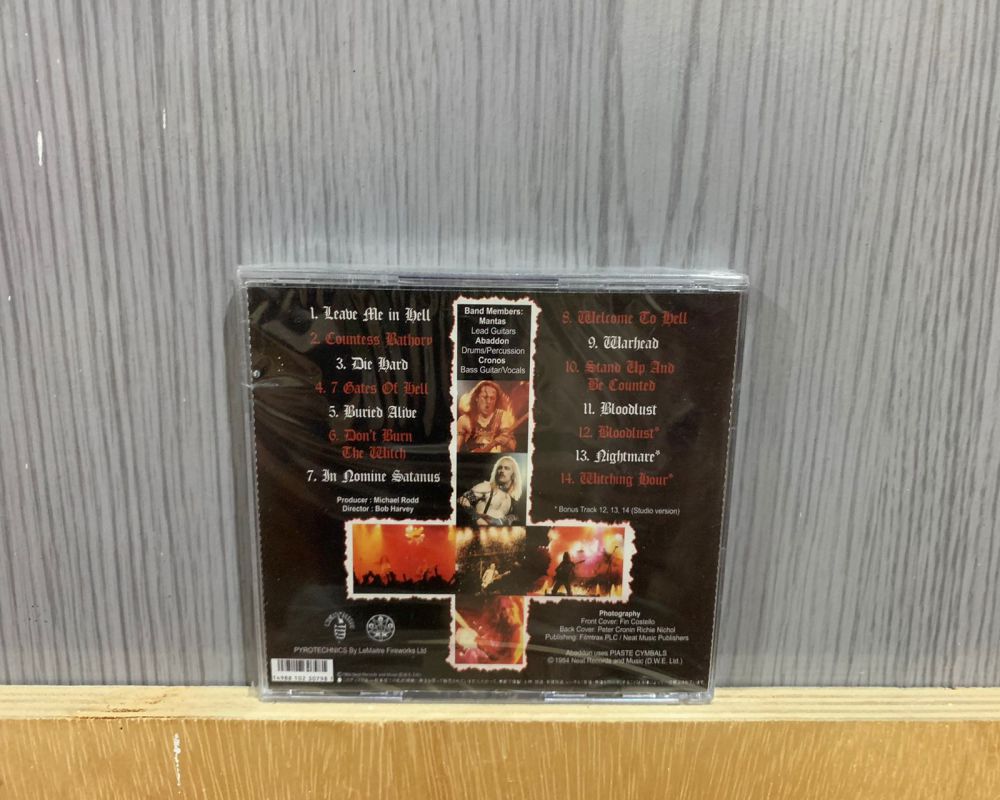 1. Leave Me in Hell
2. Countess Bathory
3. Die Hard
4. 7 Gates Of Hell
5. Buried Alive
6. Don't Burn
The Witch
7. In Nomine Satanus
Producer : Michael Rodd
Director : Bob Harvey
Band Members:
Mantas
Lead Guitars
Abaddon
Drums/Percussion
Cronos
Bass Guitar/Vocals
8. Welcome To Hell
9. Warhead
10. Stand Up And
Be Counted
11. Bloodlust
12. Bloodlust*
13. Nightmare*
14. Witching Hour*
* Bonus Track 12, 13, 14 (Studio version)
Photography
Front Cover: Fin Costello
Back Cover: Peter Cronin Richie Nichol
Publishing: Filmtrax PLC / Neat Music Publishers
PYROTECHNICS By LeMaitre Fireworks Ltd
Abaddon uses PIASTE CYMBALS
© 1984 Neat Records and Music (D.W.E. Ltd.)